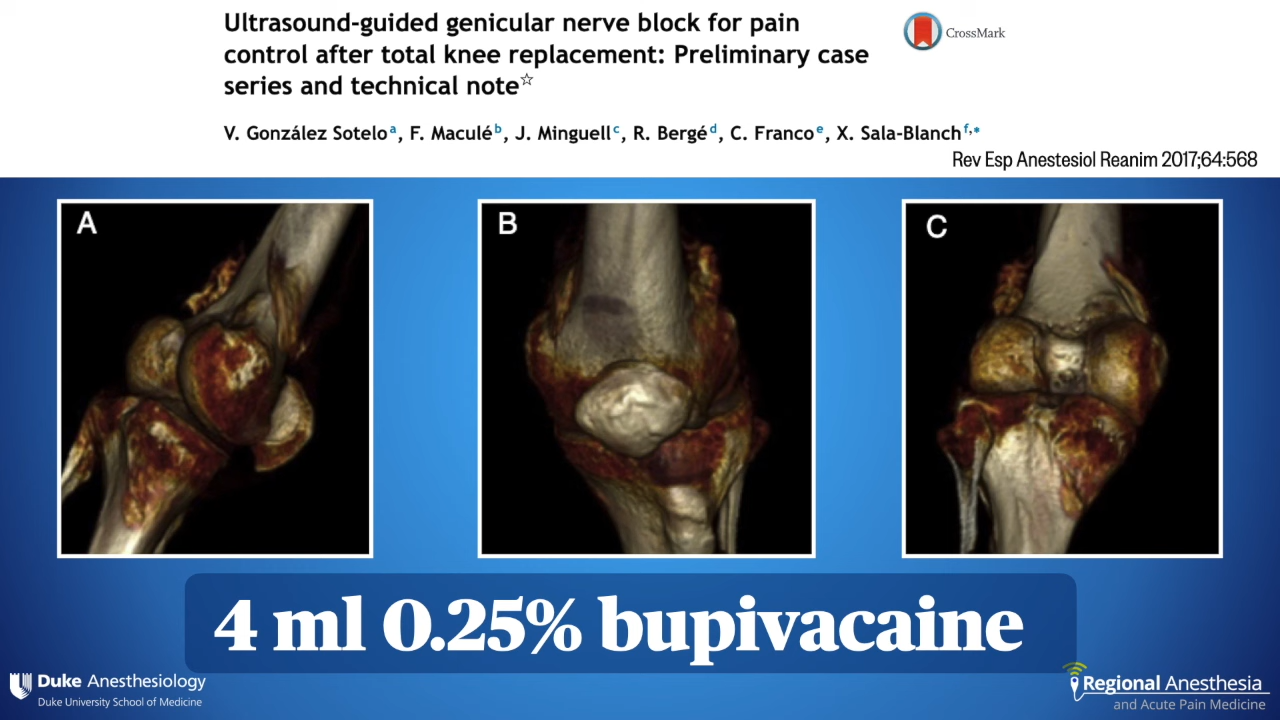 Ultrasound-guided genicular nerve block for pain
control after total knee replacement: Preliminary case
series and technical note☆
CrossMark
V. González Sotelo a, F. Maculé b, J. Minguell c, R. Bergé d, C. Franco e, X. Sala-Blanch f,*
Rev Esp Anestesiol Reanim 2017;64:568
A
B
C
4 ml 0.25% bupivacaine
Duke Anesthesiology
Duke University School of Medicine
Regional Anesthesia
and Acute Pain Medicine